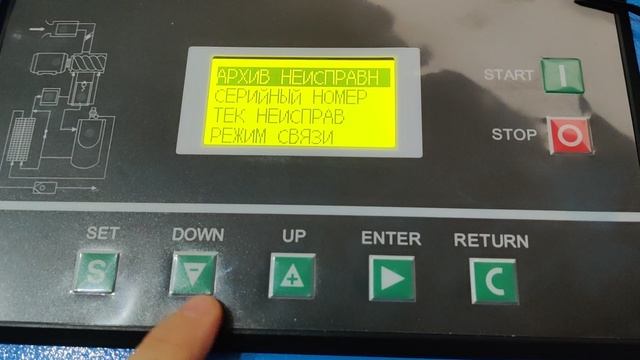 АРХИВ НЕИСПРАВН
СЕРИЙНЫЙ НОМЕР
ТЕК НЕИСПРАВ
РЕЖИМ СВЯЗИ
START
STOP
SET
DOWN
UP
ENTER
RETURN
S
C